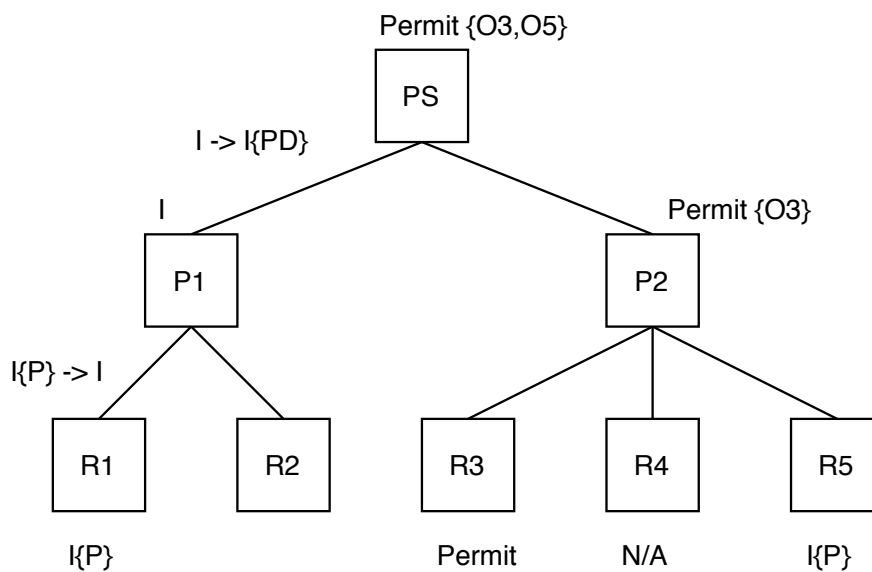 Permit {O3,O5}
PS
I -> I{PD}
I
Permit {O3}
P1
P2
I{P} -> I
R1
R2
R3
R4
R5
I{P}
Permit
N/A
I{P}